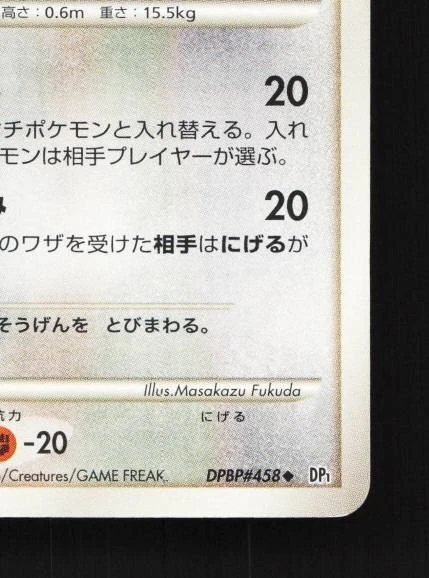 高さ：0.6m 重さ：15.5kg
20
チポケモンと入れ替える。入れ
モンは相手プレイヤーが選ぶ。
20
のワザを受けた相手はにげるが
そうげんを とびまわる。
Illus.Masakazu Fukuda
抗力 にげる
-20
/Creatures/GAME FREAK. DPBP#458◆ DP1